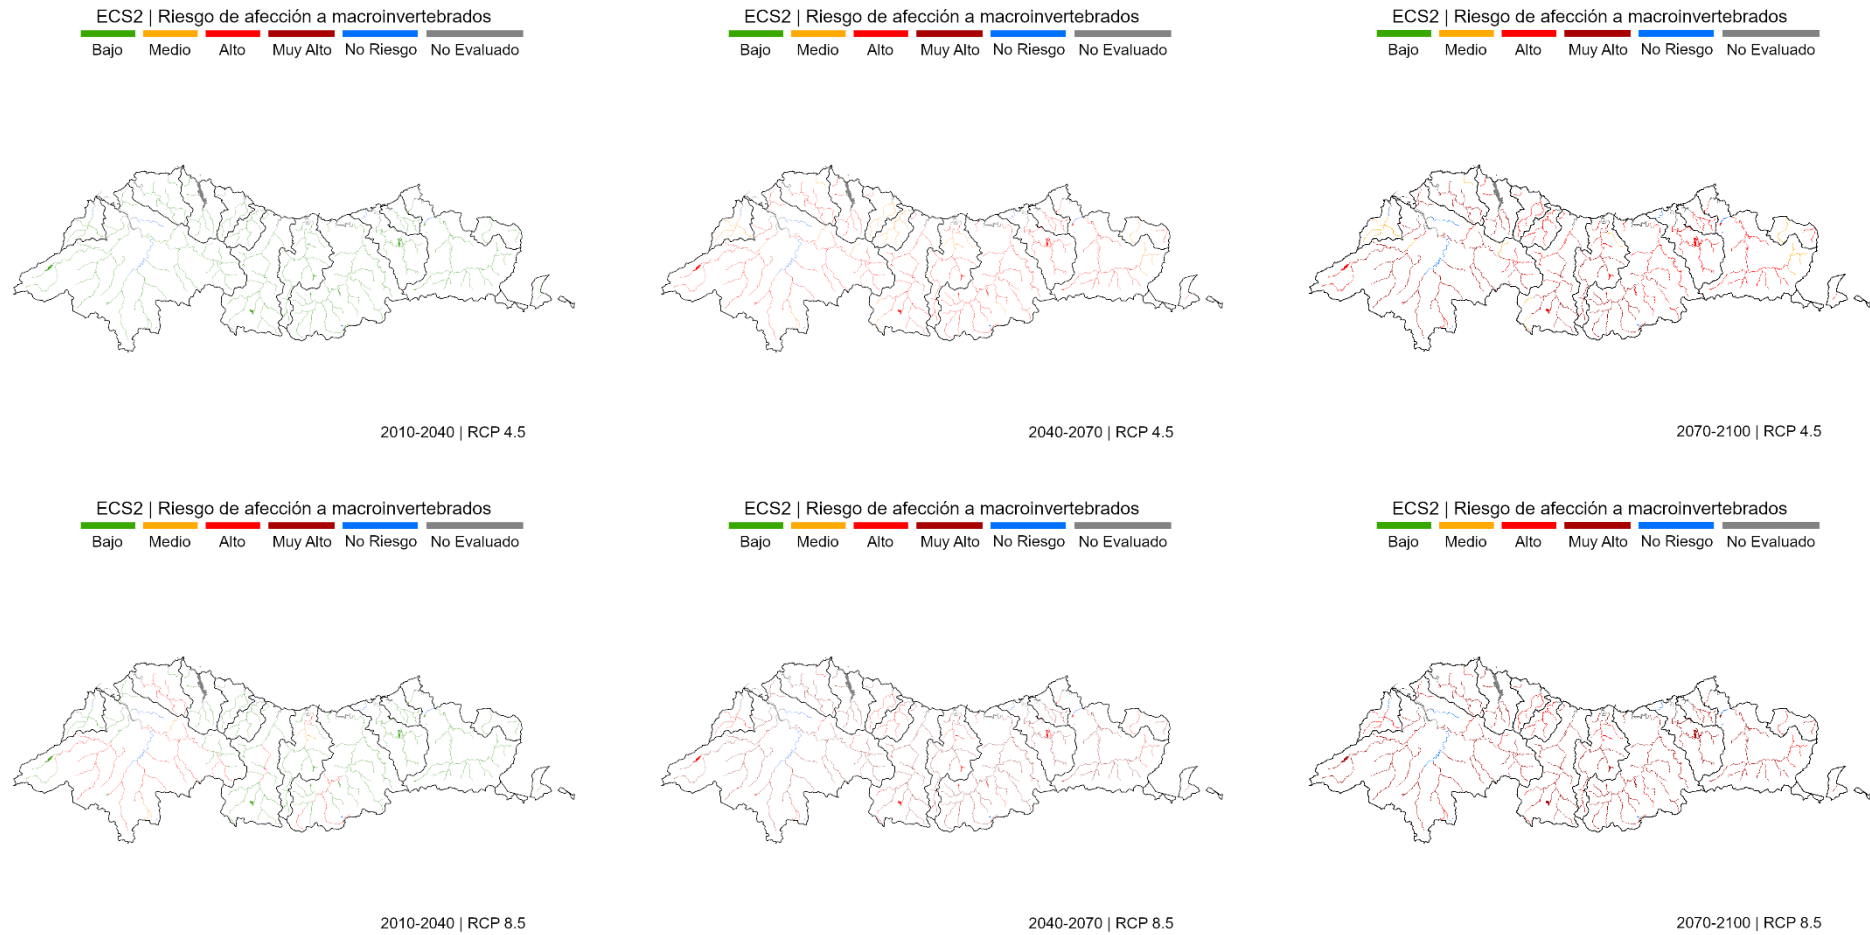 ECS2 | Riesgo de afección a macroinvertebrados
Bajo Medio Alto Muy Alto No Riesgo No Evaluado
2010-2040 | RCP 4.5
ECS2 | Riesgo de afección a macroinvertebrados
Bajo Medio Alto Muy Alto No Riesgo No Evaluado
2040-2070 | RCP 4.5
ECS2 | Riesgo de afección a macroinvertebrados
Bajo Medio Alto Muy Alto No Riesgo No Evaluado
2070-2100 | RCP 4.5
ECS2 | Riesgo de afección a macroinvertebrados
Bajo Medio Alto Muy Alto No Riesgo No Evaluado
2010-2040 | RCP 8.5
ECS2 | Riesgo de afección a macroinvertebrados
Bajo Medio Alto Muy Alto No Riesgo No Evaluado
2040-2070 | RCP 8.5
ECS2 | Riesgo de afección a macroinvertebrados
Bajo Medio Alto Muy Alto No Riesgo No Evaluado
2070-2100 | RCP 8.5